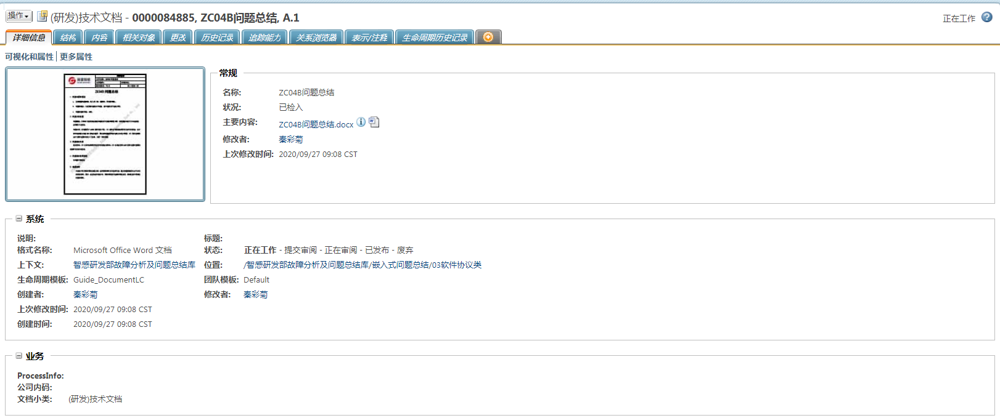 操作 (研发)技术文档 - 0000084885, ZC04B问题总结, A.1 正在工作
详细信息 结构 内容 相关对象 更改 历史记录 追踪能力 关系浏览器 表示/注释 生命周期历史记录
可视化和属性 更多属性
ZC04B 问题总结
常规
名称: ZC04B问题总结
状况: 已检入
主要内容: ZC04B问题总结.docx
修改者: 秦彩菊
上次修改时间: 2020/09/27 09:08 CST
系统
说明: 标题:
格式名称: Microsoft Office Word 文档 状态: 正在工作 - 提交审阅 - 正在审阅 - 已发布 - 废弃
上下文: 智感研发部故障分析及问题总结库 位置: /智感研发部故障分析及问题总结库/嵌入式问题总结/03软件协议类
生命周期模板: Guide_DocumentLC 团队模板: Default
创建者: 秦彩菊 修改者: 秦彩菊
上次修改时间: 2020/09/27 09:08 CST
创建时间: 2020/09/27 09:08 CST
业务
ProcessInfo:
公司内码:
文档小类: (研发)技术文档